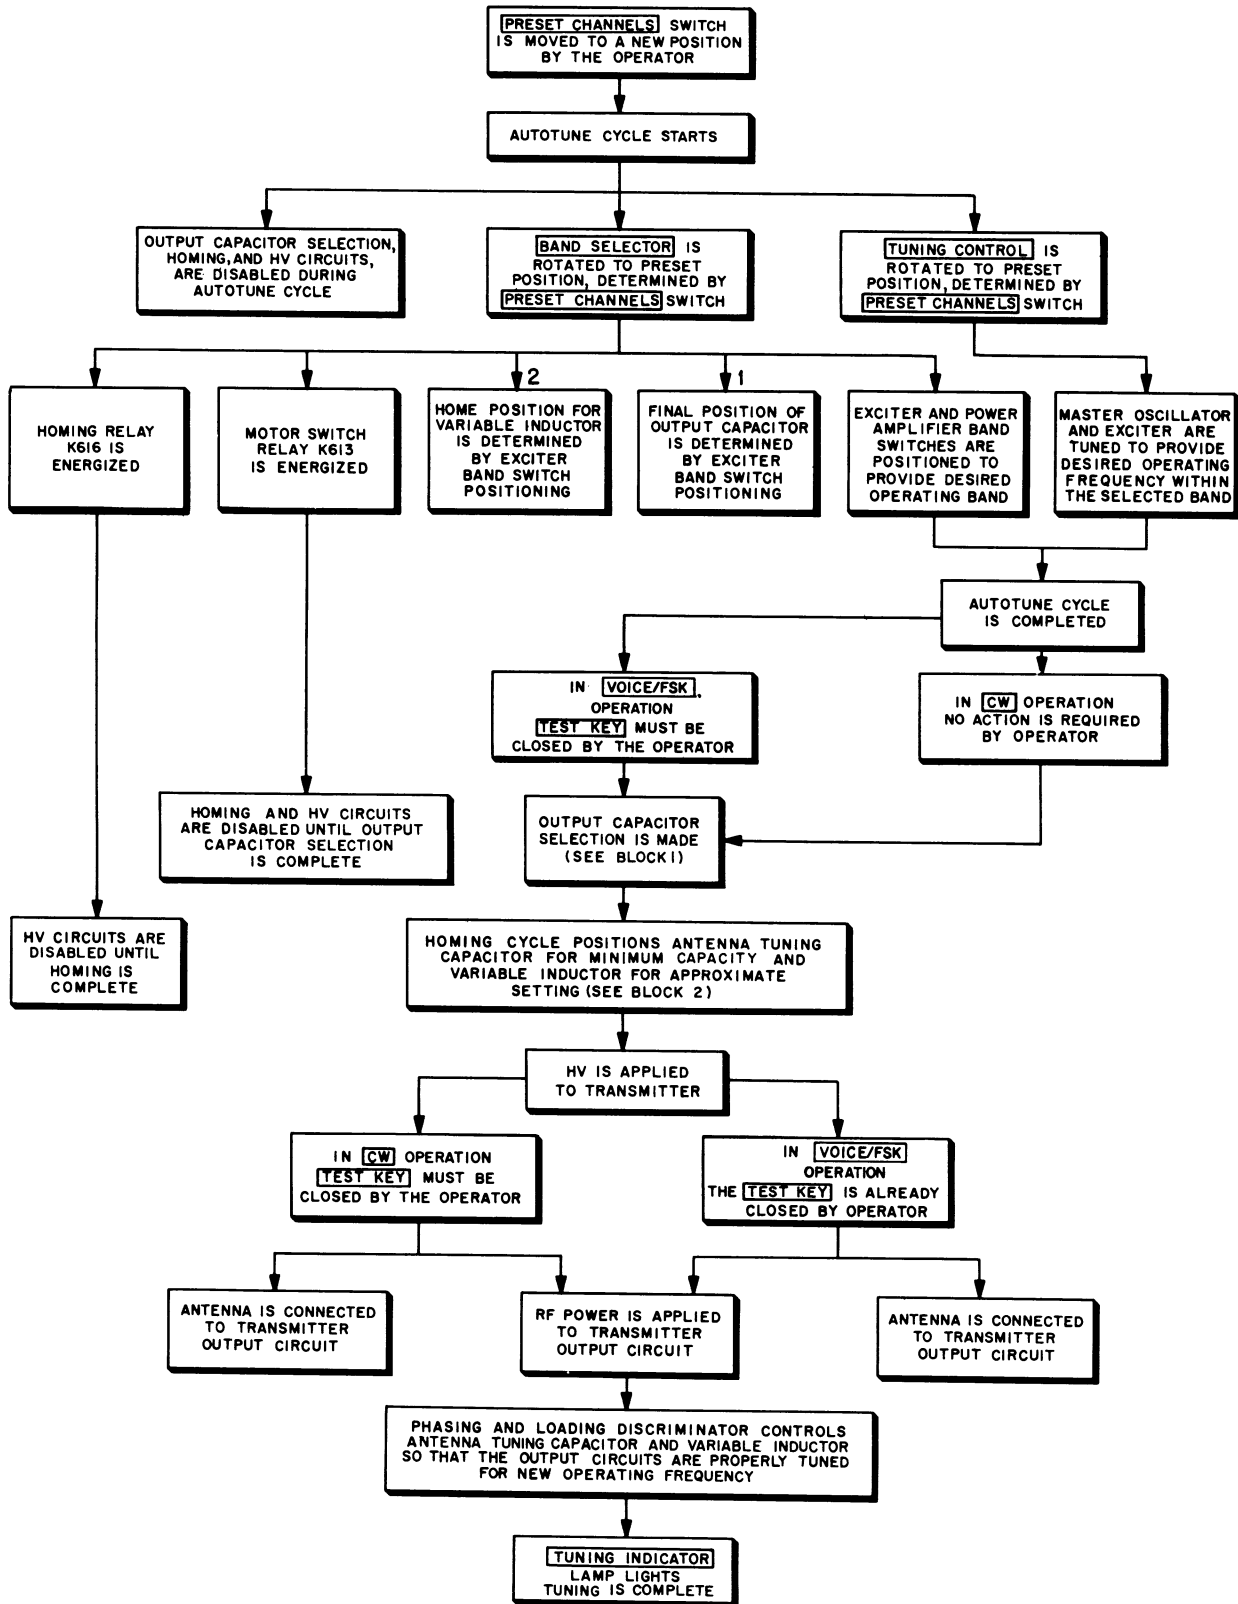 PRESET CHANNELS SWITCH
IS MOVED TO A NEW POSITION
BY THE OPERATOR
AUTOTUNE CYCLE STARTS
OUTPUT CAPACITOR SELECTION,
HOMING, AND HV CIRCUITS,
ARE DISABLED DURING
AUTOTUNE CYCLE
BAND SELECTOR IS
ROTATED TO PRESET
POSITION, DETERMINED BY
PRESET CHANNELS SWITCH
TUNING CONTROL IS
ROTATED TO PRESET
POSITION, DETERMINED BY
PRESET CHANNELS SWITCH
HOMING RELAY
K616 IS
ENERGIZED
MOTOR SWITCH
RELAY K613
IS ENERGIZED
2
HOME POSITION FOR
VARIABLE INDUCTOR
IS DETERMINED
BY EXCITER
BAND SWITCH
POSITIONING
1
FINAL POSITION OF
OUTPUT CAPACITOR
IS DETERMINED
BY EXCITER
BAND SWITCH
POSITIONING
EXCITER AND POWER
AMPLIFIER BAND
SWITCHES ARE
POSITIONED TO
PROVIDE DESIRED
OPERATING BAND
MASTER OSCILLATOR
AND EXCITER ARE
TUNED TO PROVIDE
DESIRED OPERATING
FREQUENCY WITHIN
THE SELECTED BAND
AUTOTUNE CYCLE
IS COMPLETED
IN VOICE/FSK.
OPERATION
TEST KEY MUST BE
CLOSED BY THE OPERATOR
IN CW OPERATION
NO ACTION IS REQUIRED
BY OPERATOR
HOMING AND HV CIRCUITS
ARE DISABLED UNTIL OUTPUT
CAPACITOR SELECTION
IS COMPLETE
OUTPUT CAPACITOR
SELECTION IS MADE
(SEE BLOCK 1)
HV CIRCUITS ARE
DISABLED UNTIL
HOMING IS
COMPLETE
HOMING CYCLE POSITIONS ANTENNA TUNING
CAPACITOR FOR MINIMUM CAPACITY AND
VARIABLE INDUCTOR FOR APPROXIMATE
SETTING (SEE BLOCK 2)
HV IS APPLIED
TO TRANSMITTER
IN CW OPERATION
TEST KEY MUST BE
CLOSED BY THE OPERATOR
IN VOICE/FSK
OPERATION
THE TEST KEY IS ALREADY
CLOSED BY OPERATOR
ANTENNA IS CONNECTED
TO TRANSMITTER
OUTPUT CIRCUIT
RF POWER IS APPLIED
TO TRANSMITTER
OUTPUT CIRCUIT
ANTENNA IS CONNECTED
TO TRANSMITTER
OUTPUT CIRCUIT
PHASING AND LOADING DISCRIMINATOR CONTROLS
ANTENNA TUNING CAPACITOR AND VARIABLE INDUCTOR
SO THAT THE OUTPUT CIRCUITS ARE PROPERLY TUNED
FOR NEW OPERATING FREQUENCY
TUNING INDICATOR
LAMP LIGHTS
TUNING IS COMPLETE